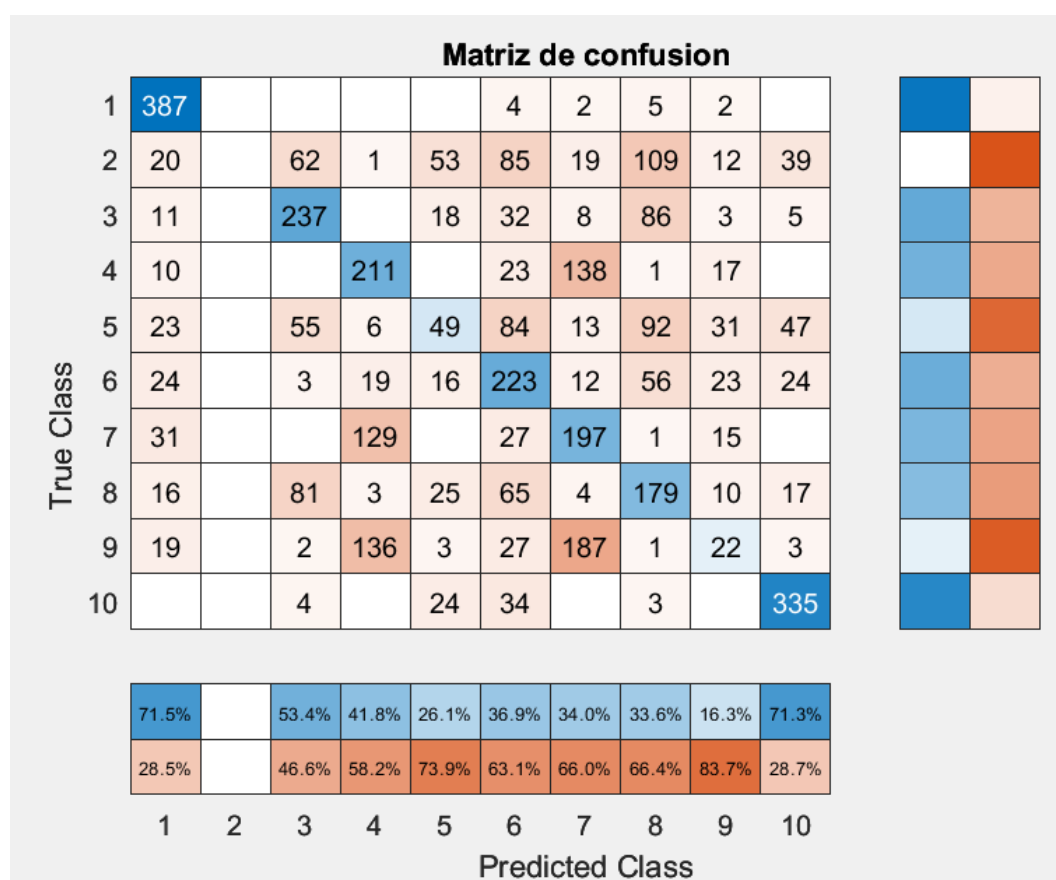 Matriz de confusion
1 387 4 2 5 2
2 20 62 1 53 85 19 109 12 39
3 11 237 18 32 8 86 3 5
4 10 211 23 138 1 17
5 23 55 6 49 84 13 92 31 47
6 24 3 19 16 223 12 56 23 24
7 31 129 27 197 1 15
8 16 81 3 25 65 4 179 10 17
9 19 2 136 3 27 187 1 22 3
10 4 24 34 3 335
True Class
71.5% 53.4% 41.8% 26.1% 36.9% 34.0% 33.6% 16.3% 71.3%
28.5% 46.6% 58.2% 73.9% 63.1% 66.0% 66.4% 83.7% 28.7%
1 2 3 4 5 6 7 8 9 10
Predicted Class